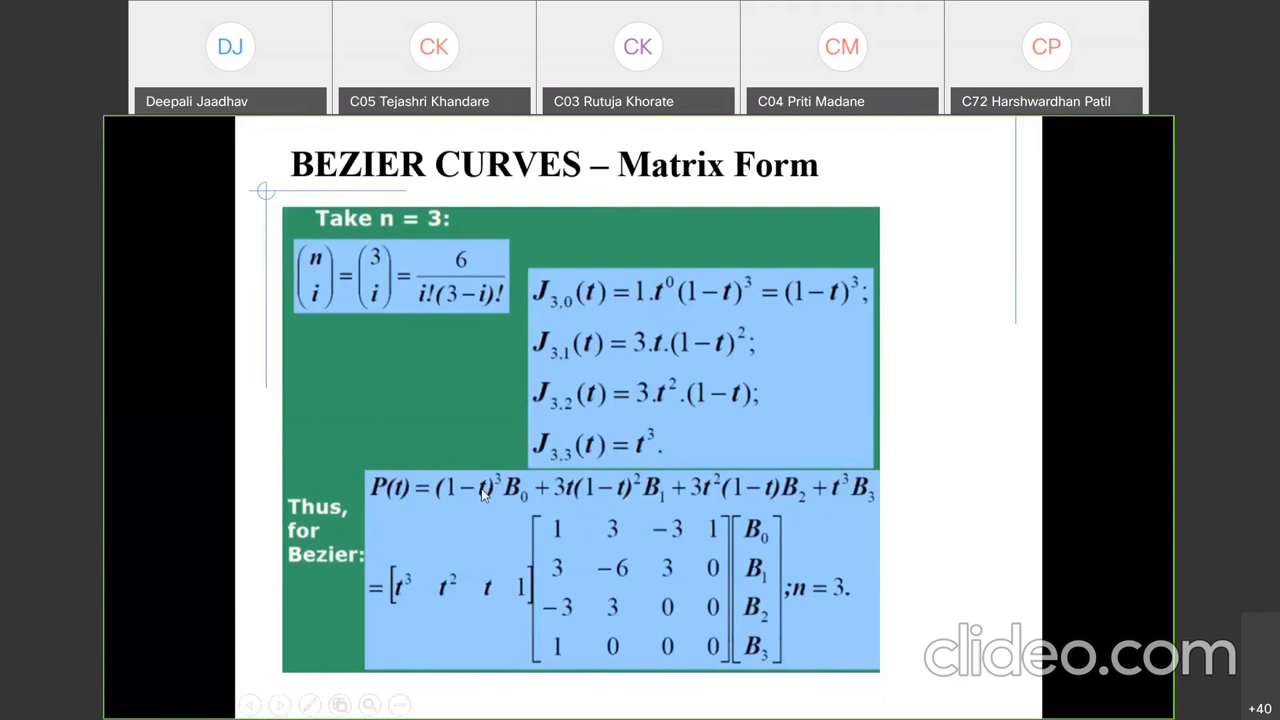 DJ CK CK CM CP
Deepali Jaadhav C05 Tejashri Khandare C03 Rutuja Khorate C04 Priti Madane C72 Harshwardhan Patil
BEZIER CURVES – Matrix Form
Take n = 3:
(n i) = (3 i) = 6 / i!(3−i)!
J3,0(t) = 1.t⁰(1−t)³ = (1−t)³;
J3,1(t) = 3.t.(1−t)²;
J3,2(t) = 3.t².(1−t);
J3,3(t) = t³.
Thus,
for
Bezier:
P(t) = (1−t)³B₀ + 3t(1−t)²B₁ + 3t²(1−t)B₂ + t³B₃
1 3 −3 1 B₀
3 −6 3 0 B₁
= [t³ t² t 1] ;n = 3.
−3 3 0 0 B₂
1 0 0 0 B₃
clideo.com
+40